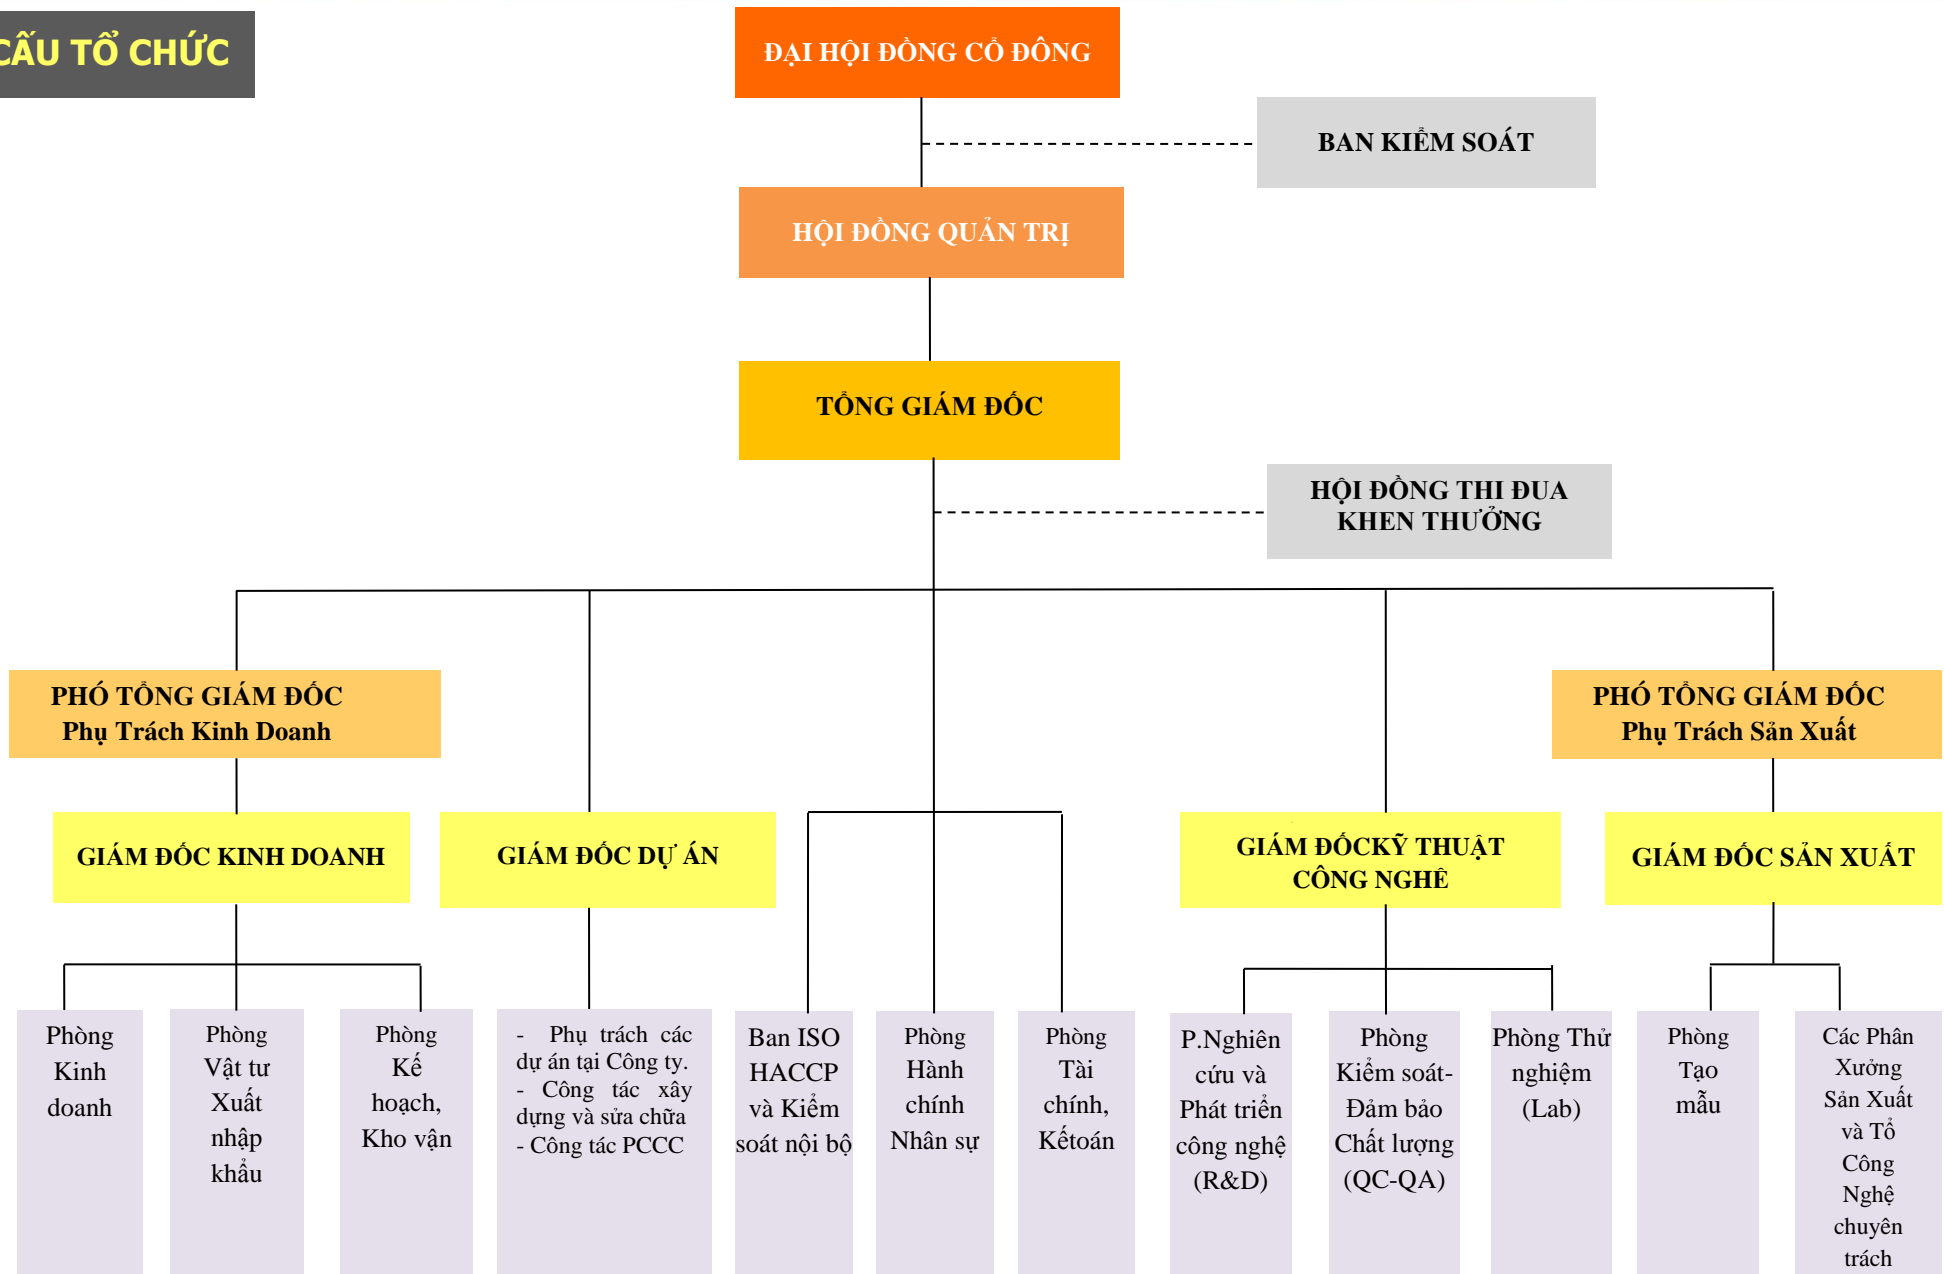 CẤU TỔ CHỨC
ĐẠI HỘI ĐỒNG CỔ ĐÔNG
BAN KIỂM SOÁT
HỘI ĐỒNG QUẢN TRỊ
TỔNG GIÁM ĐỐC
HỘI ĐỒNG THI ĐUA
KHEN THƯỞNG
PHÓ TỔNG GIÁM ĐỐC
Phụ Trách Kinh Doanh
PHÓ TỔNG GIÁM ĐỐC
Phụ Trách Sản Xuất
GIÁM ĐỐC KINH DOANH
GIÁM ĐỐC DỰ ÁN
GIÁM ĐỐCKỸ THUẬT
CÔNG NGHÊ
GIÁM ĐỐC SẢN XUẤT
Phòng
Kinh
doanh
Phòng
Vật tư
Xuất
nhập
khẩu
Phòng
Kế
hoạch,
Kho vận
- Phụ trách các
dự án tại Công ty.
- Công tác xây
dựng và sửa chữa
- Công tác PCCC
Ban ISO
HACCP
và Kiểm
soát nội bộ
Phòng
Hành
chính
Nhân sự
Phòng
Tài
chính,
Kếtoán
P.Nghiên
cứu và
Phát triển
công nghệ
(R&D)
Phòng
Kiểm soát-
Đảm bảo
Chất lượng
(QC-QA)
Phòng Thử
nghiệm
(Lab)
Phòng
Tạo
mẫu
Các Phân
Xưởng
Sản Xuất
và Tổ
Công
Nghệ
chuyên
trách